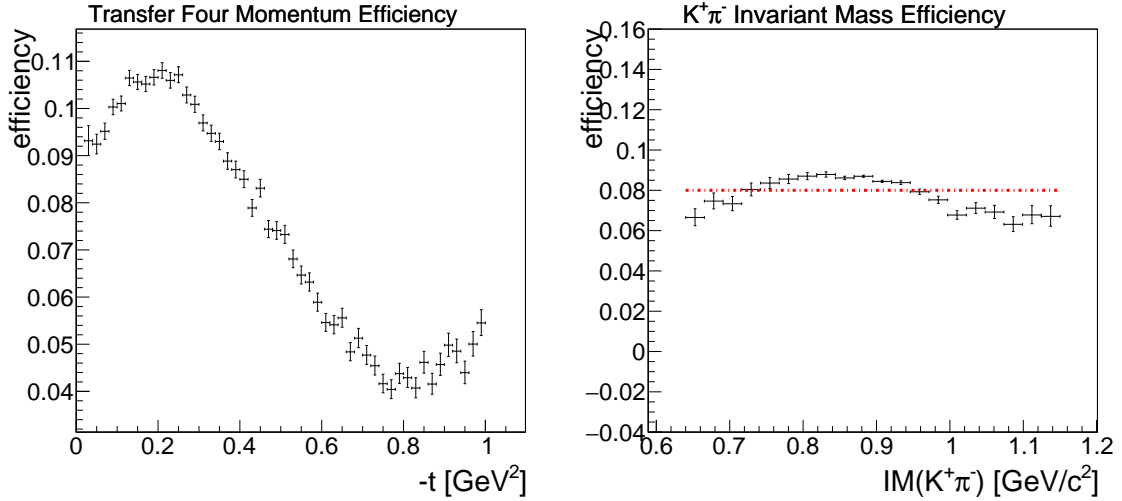 Transfer Four Momentum Efficiency
efficiency
0.11
0.1
0.09
0.08
0.07
0.06
0.05
0.04
0 0.2 0.4 0.6 0.8 1
-t [GeV²]
K⁺π⁻ Invariant Mass Efficiency
efficiency
0.16
0.14
0.12
0.1
0.08
0.06
0.04
0.02
0
−0.02
−0.04
0.6 0.7 0.8 0.9 1 1.1 1.2
IM(K⁺π⁻) [GeV/c²]